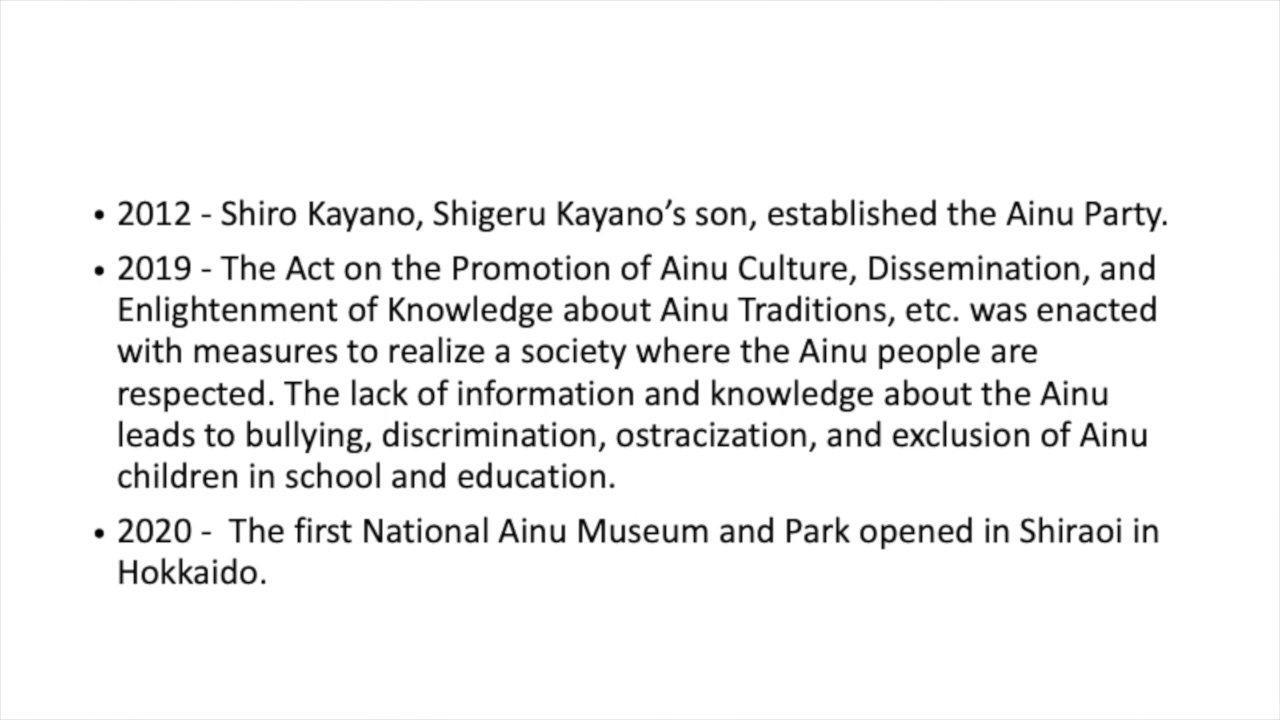 • 2012 - Shiro Kayano, Shigeru Kayano’s son, established the Ainu Party.
• 2019 - The Act on the Promotion of Ainu Culture, Dissemination, and
Enlightenment of Knowledge about Ainu Traditions, etc. was enacted
with measures to realize a society where the Ainu people are
respected. The lack of information and knowledge about the Ainu
leads to bullying, discrimination, ostracization, and exclusion of Ainu
children in school and education.
• 2020 -  The first National Ainu Museum and Park opened in Shiraoi in
Hokkaido.